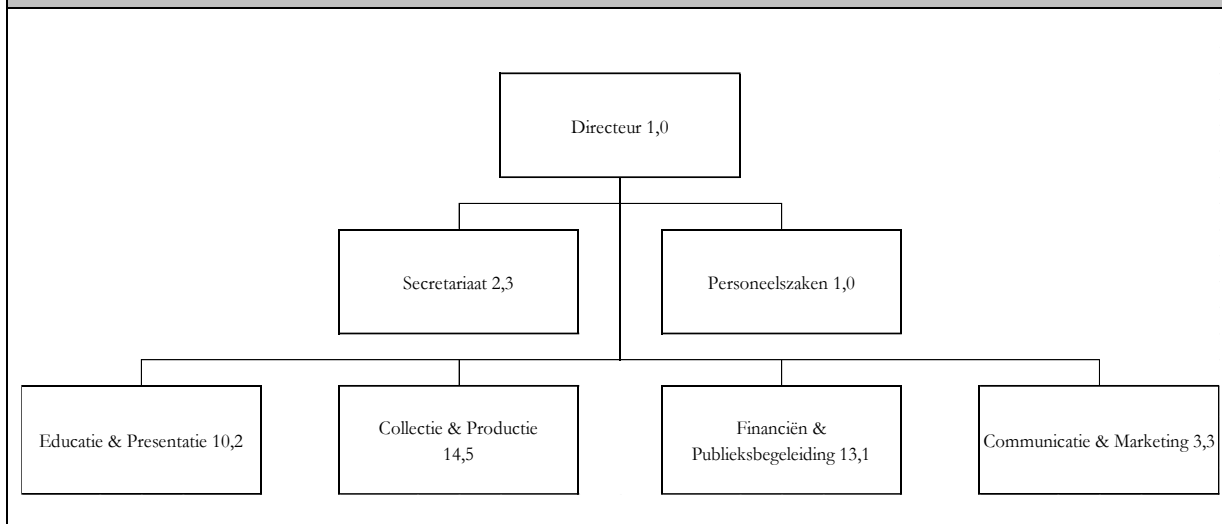 Directeur 1,0
Secretariaat 2,3
Personeelszaken 1,0
Educatie & Presentatie 10,2
Collectie & Productie
14,5
Financiën &
Publieksbegeleiding 13,1
Communicatie & Marketing 3,3